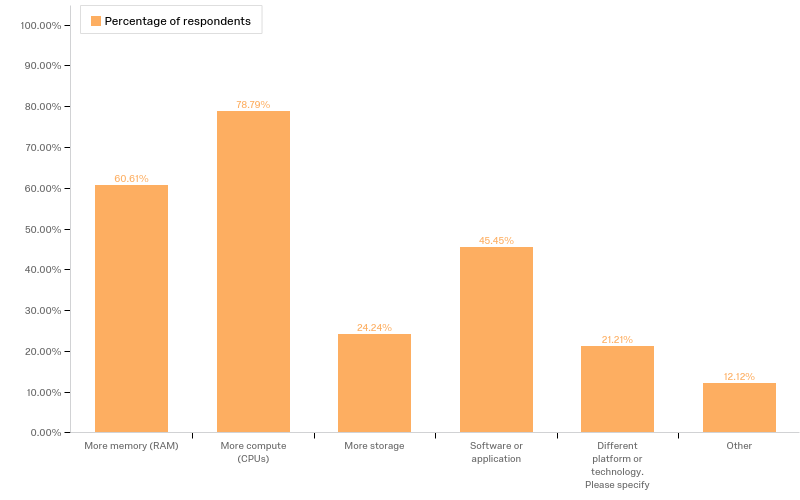 Percentage of respondents
100.00%
90.00%
80.00%
70.00%
60.00%
50.00%
40.00%
30.00%
20.00%
10.00%
0.00%
60.61%
78.79%
24.24%
45.45%
21.21%
12.12%
More memory (RAM)
More compute
(CPUs)
More storage
Software or
application
Different
platform or
technology.
Please specify
Other